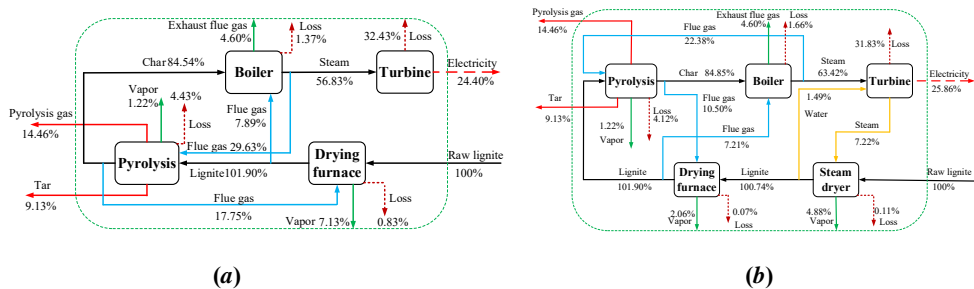 Exhaust flue gas
4.60%
Loss
1.37%
32.43%
Loss
Char 84.54%
Boiler
Steam
56.83%
Turbine
Electricity
24.40%
Vapor
1.22%
4.43%
Loss
Flue gas
7.89%
Pyrolysis gas
14.46%
Pyrolysis
Flue gas 29.63%
Drying
furnace
Lignite101.90%
Raw lignite
100%
Tar
9.13%
Flue gas
17.75%
Vapor 7.13%
Loss
0.83%
(a)
Pyrolysis gas
14.46%
Exhaust flue gas
4.60%
Loss
1.66%
Flue gas
22.38%
31.83%
Loss
Pyrolysis
Char 84.85%
Boiler
Steam
63.42%
Turbine
Electricity
25.86%
Tar
9.13%
Loss
4.12%
Flue gas
10.50%
1.49%
Water
1.22%
Vapor
Flue gas
7.21%
Steam
7.22%
Lignite
101.90%
Drying
furnace
Lignite
100.74%
Steam
dryer
Raw lignite
100%
2.06%
Vapor
0.07%
Loss
4.88%
Vapor
0.11%
Loss
(b)